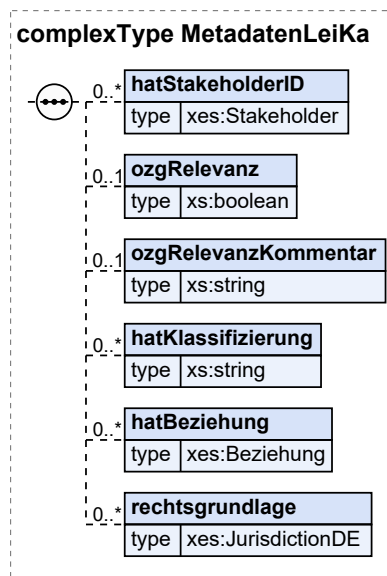 complexType MetadatenLeiKa
0..* hatStakeholderID
type xes:Stakeholder
0..1 ozgRelevanz
type xs:boolean
0..1 ozgRelevanzKommentar
type xs:string
0..* hatKlassifizierung
type xs:string
0..* hatBeziehung
type xes:Beziehung
0..* rechtsgrundlage
type xes:JurisdictionDE